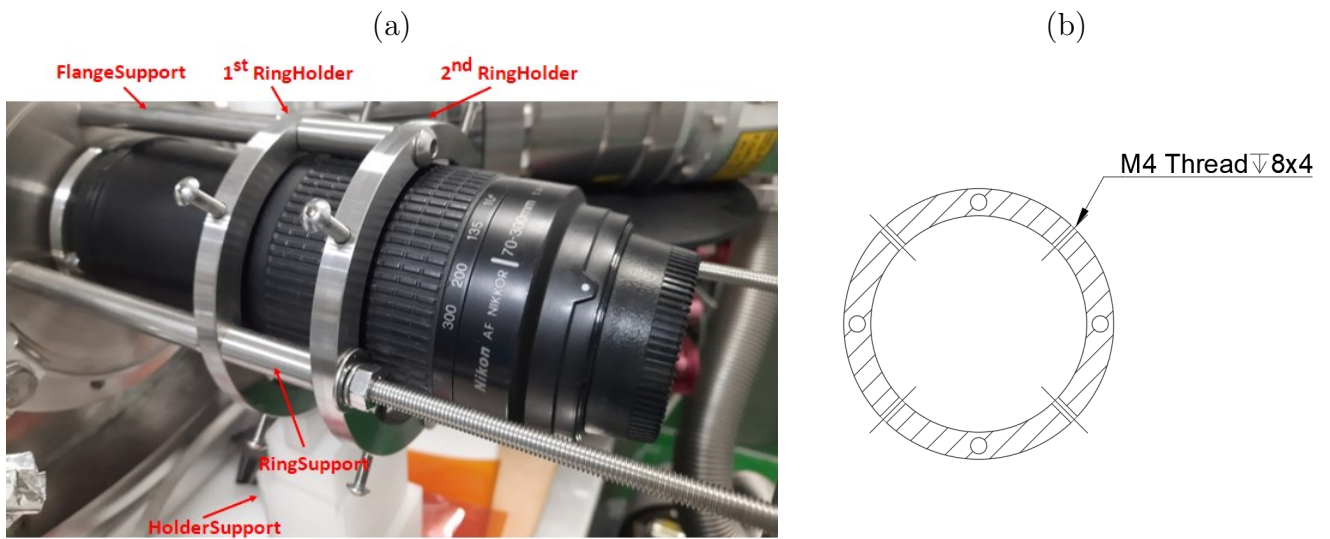 (a)
(b)
FlangeSupport
1st RingHolder
2nd RingHolder
M4 Thread↧8x4
135
200
300
70-300mm
Nikon AF NIKKOR
RingSupport
HolderSupport